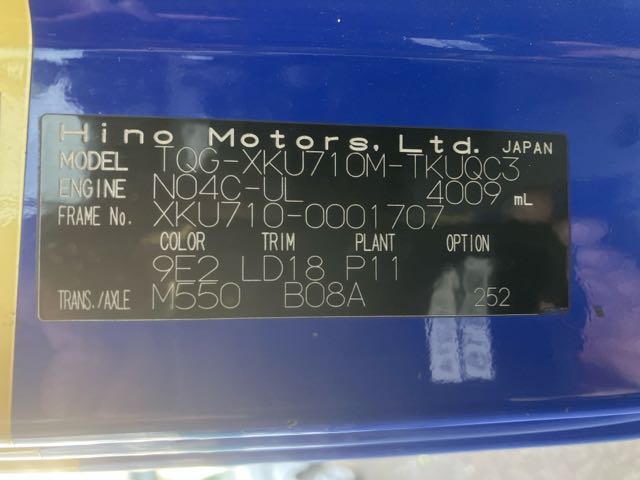 Hino Motors, Ltd. JAPAN
MODEL TQG-XKU710M-TKUQC3
ENGINE N04C-UL 4009 mL
FRAME No. XKU710-0001707
COLOR TRIM PLANT OPTION
9E2 LD18 P11
TRANS./AXLE M550 B08A 252